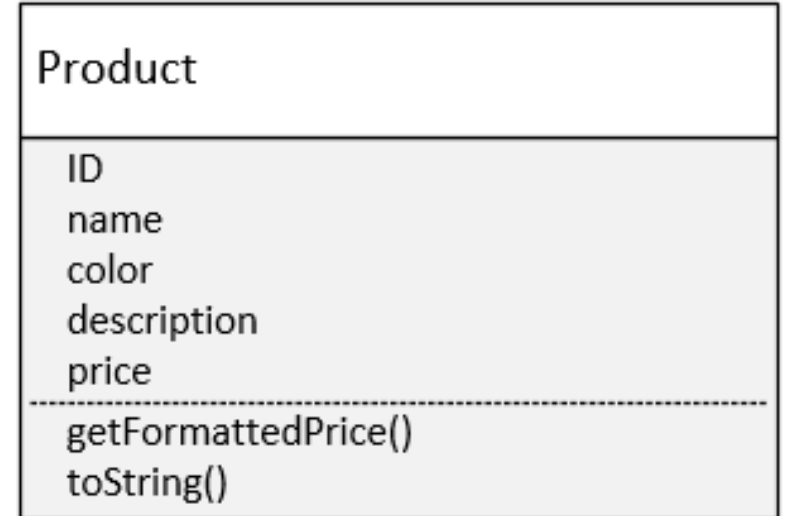 Product
ID
name
color
description
price
getFormattedPrice()
toString()